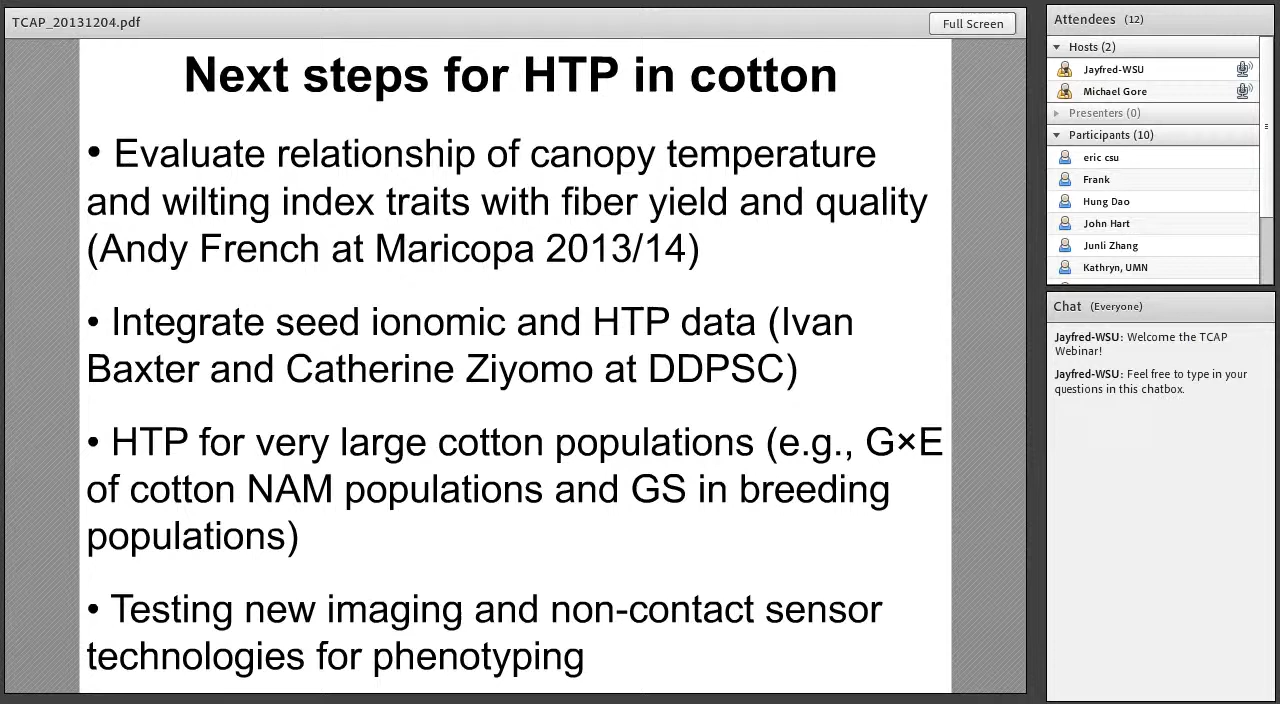 TCAP_20131204.pdf
Full Screen
Next steps for HTP in cotton
• Evaluate relationship of canopy temperature
and wilting index traits with fiber yield and quality
(Andy French at Maricopa 2013/14)
• Integrate seed ionomic and HTP data (Ivan
Baxter and Catherine Ziyomo at DDPSC)
• HTP for very large cotton populations (e.g., G×E
of cotton NAM populations and GS in breeding
populations)
• Testing new imaging and non-contact sensor
technologies for phenotyping
Attendees (12)
Hosts (2)
Jayfred-WSU
Michael Gore
Presenters (0)
Participants (10)
eric csu
Frank
Hung Dao
John Hart
Junli Zhang
Kathryn, UMN
Chat (Everyone)
Jayfred-WSU: Welcome the TCAP
Webinar!
Jayfred-WSU: Feel free to type in your
questions in this chatbox.